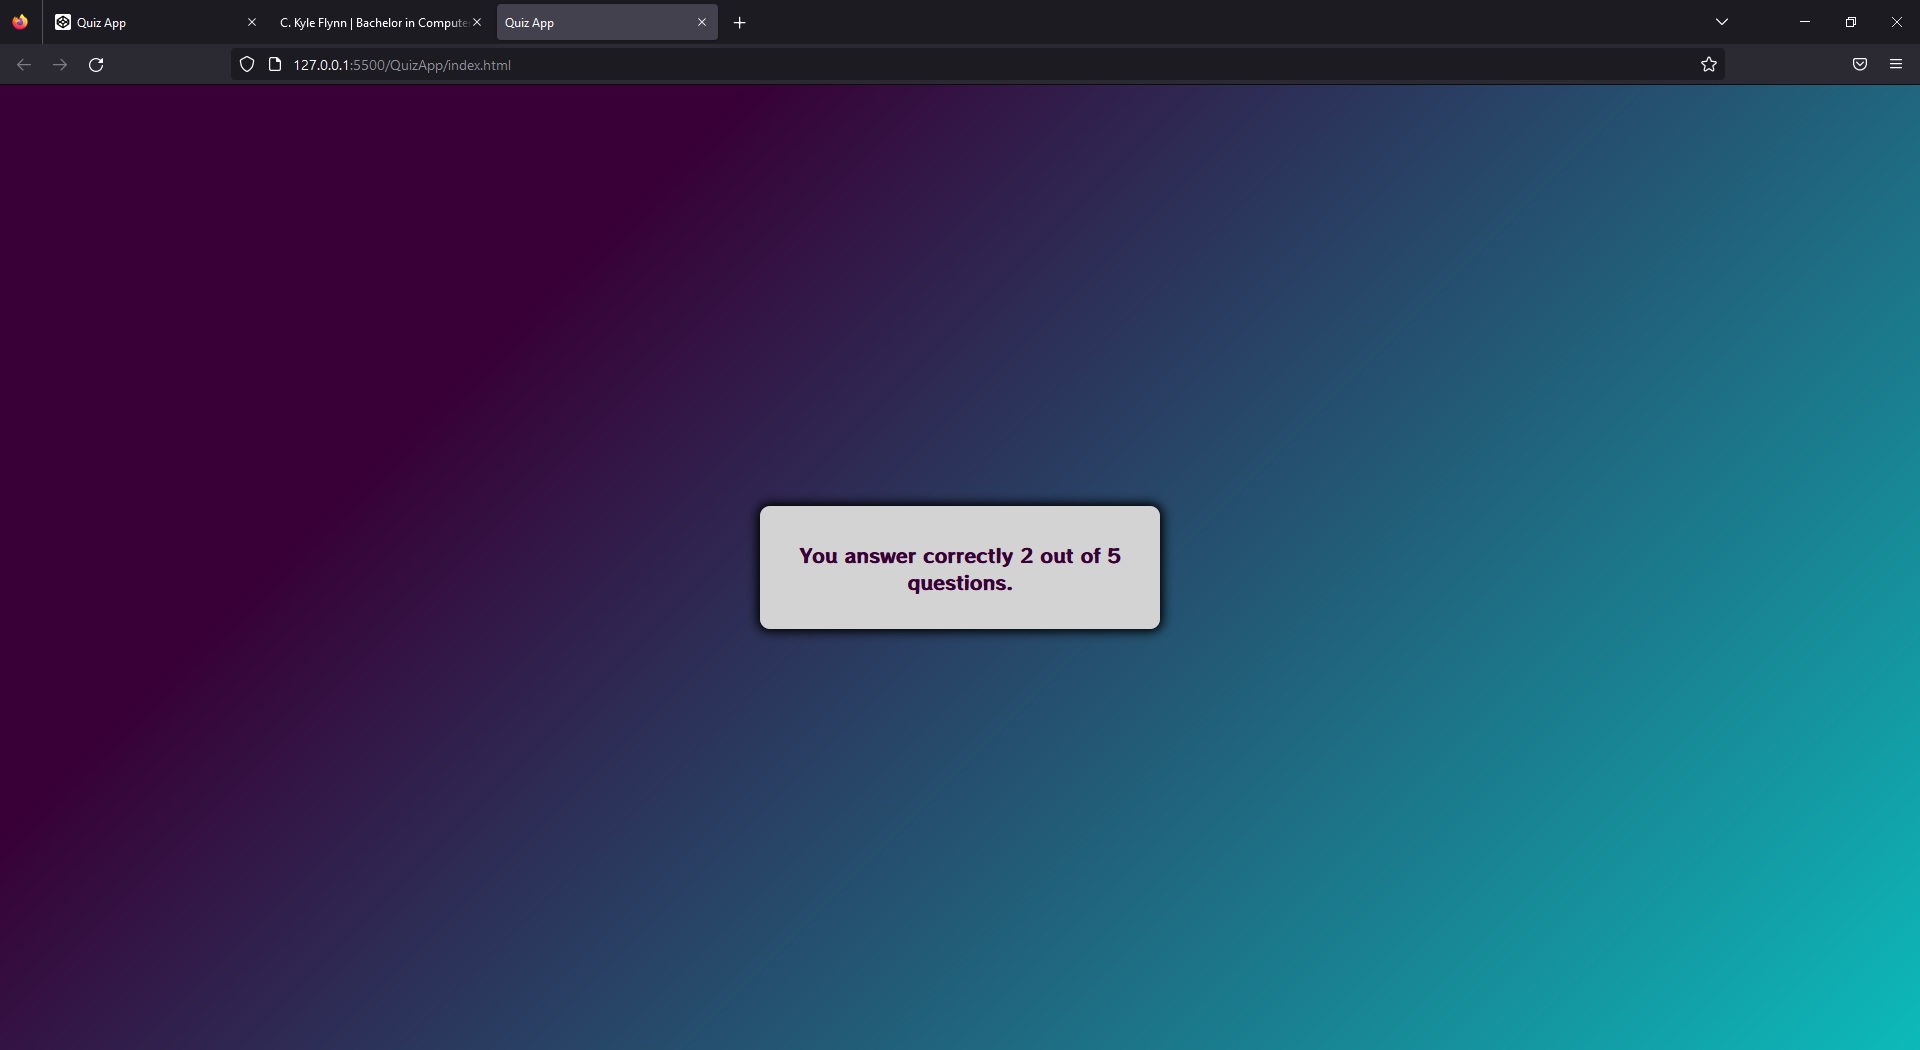 Quiz App
C. Kyle Flynn | Bachelor in Compute
Quiz App
127.0.0.1:5500/QuizApp/index.html
You answer correctly 2 out of 5
questions.